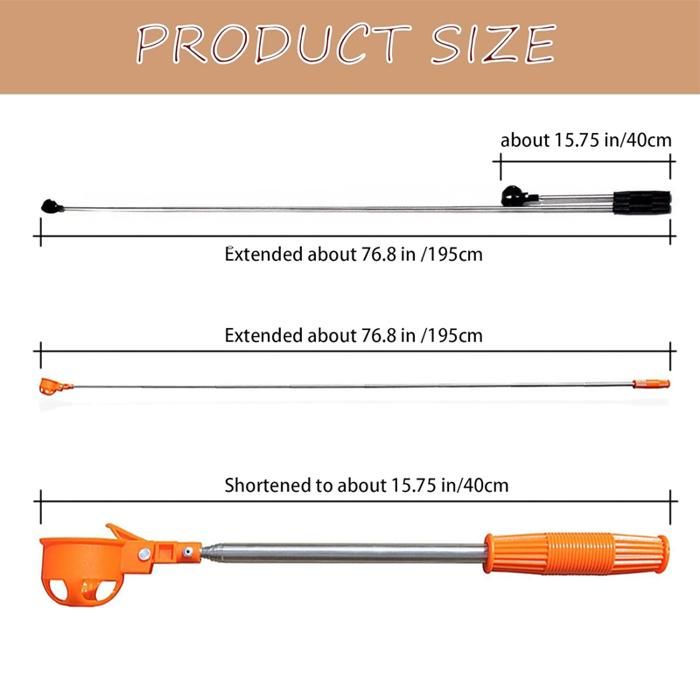 PRODUCT SIZE
about 15.75 in/40cm
Extended about 76.8 in /195cm
Extended about 76.8 in /195cm
Shortened to about 15.75 in/40cm